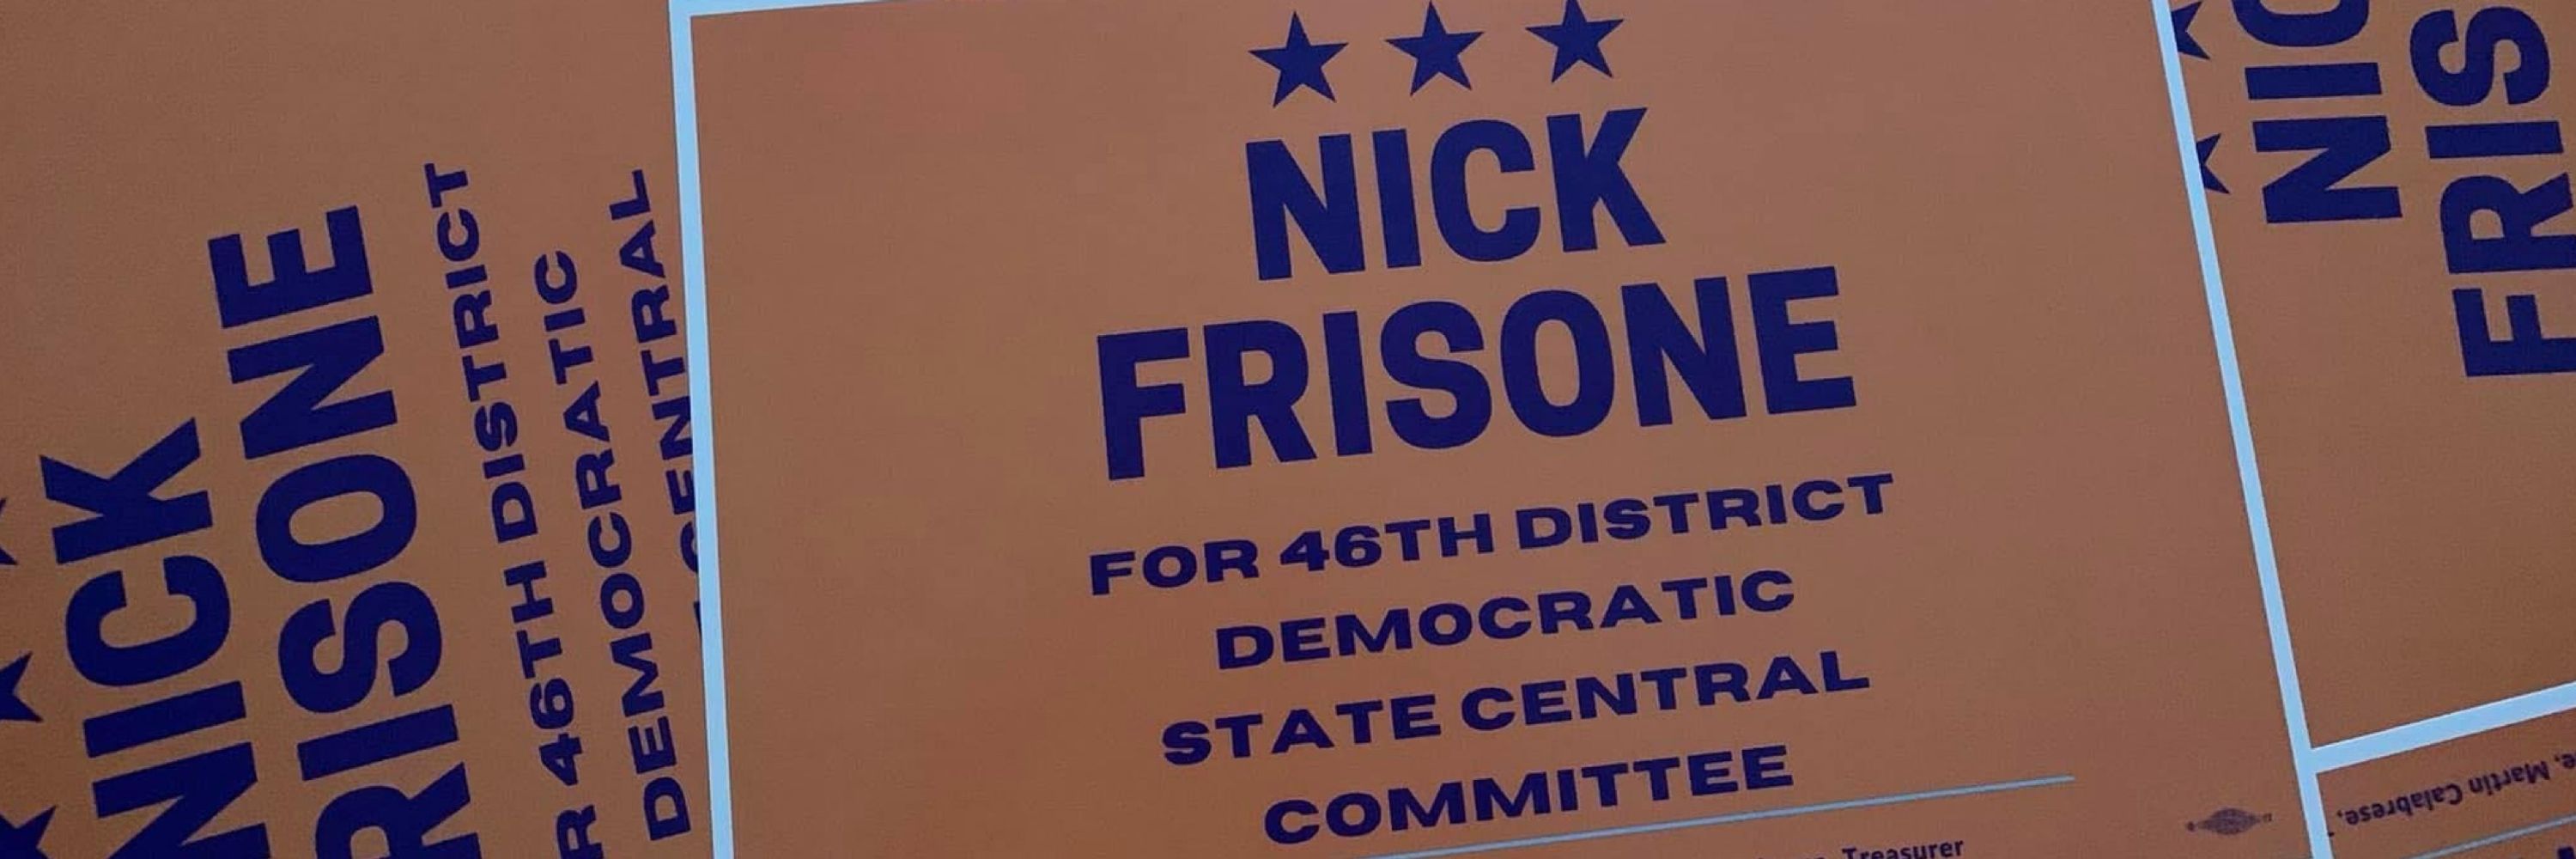 NICK
FRISONE
FOR 46TH DISTRICT
DEMOCRATIC
CENTRAL
NICK
FRISONE
FOR 46TH DISTRICT
DEMOCRATIC
STATE CENTRAL
COMMITTEE
Treasurer
NIC
FRIS
Martin Calabrese,